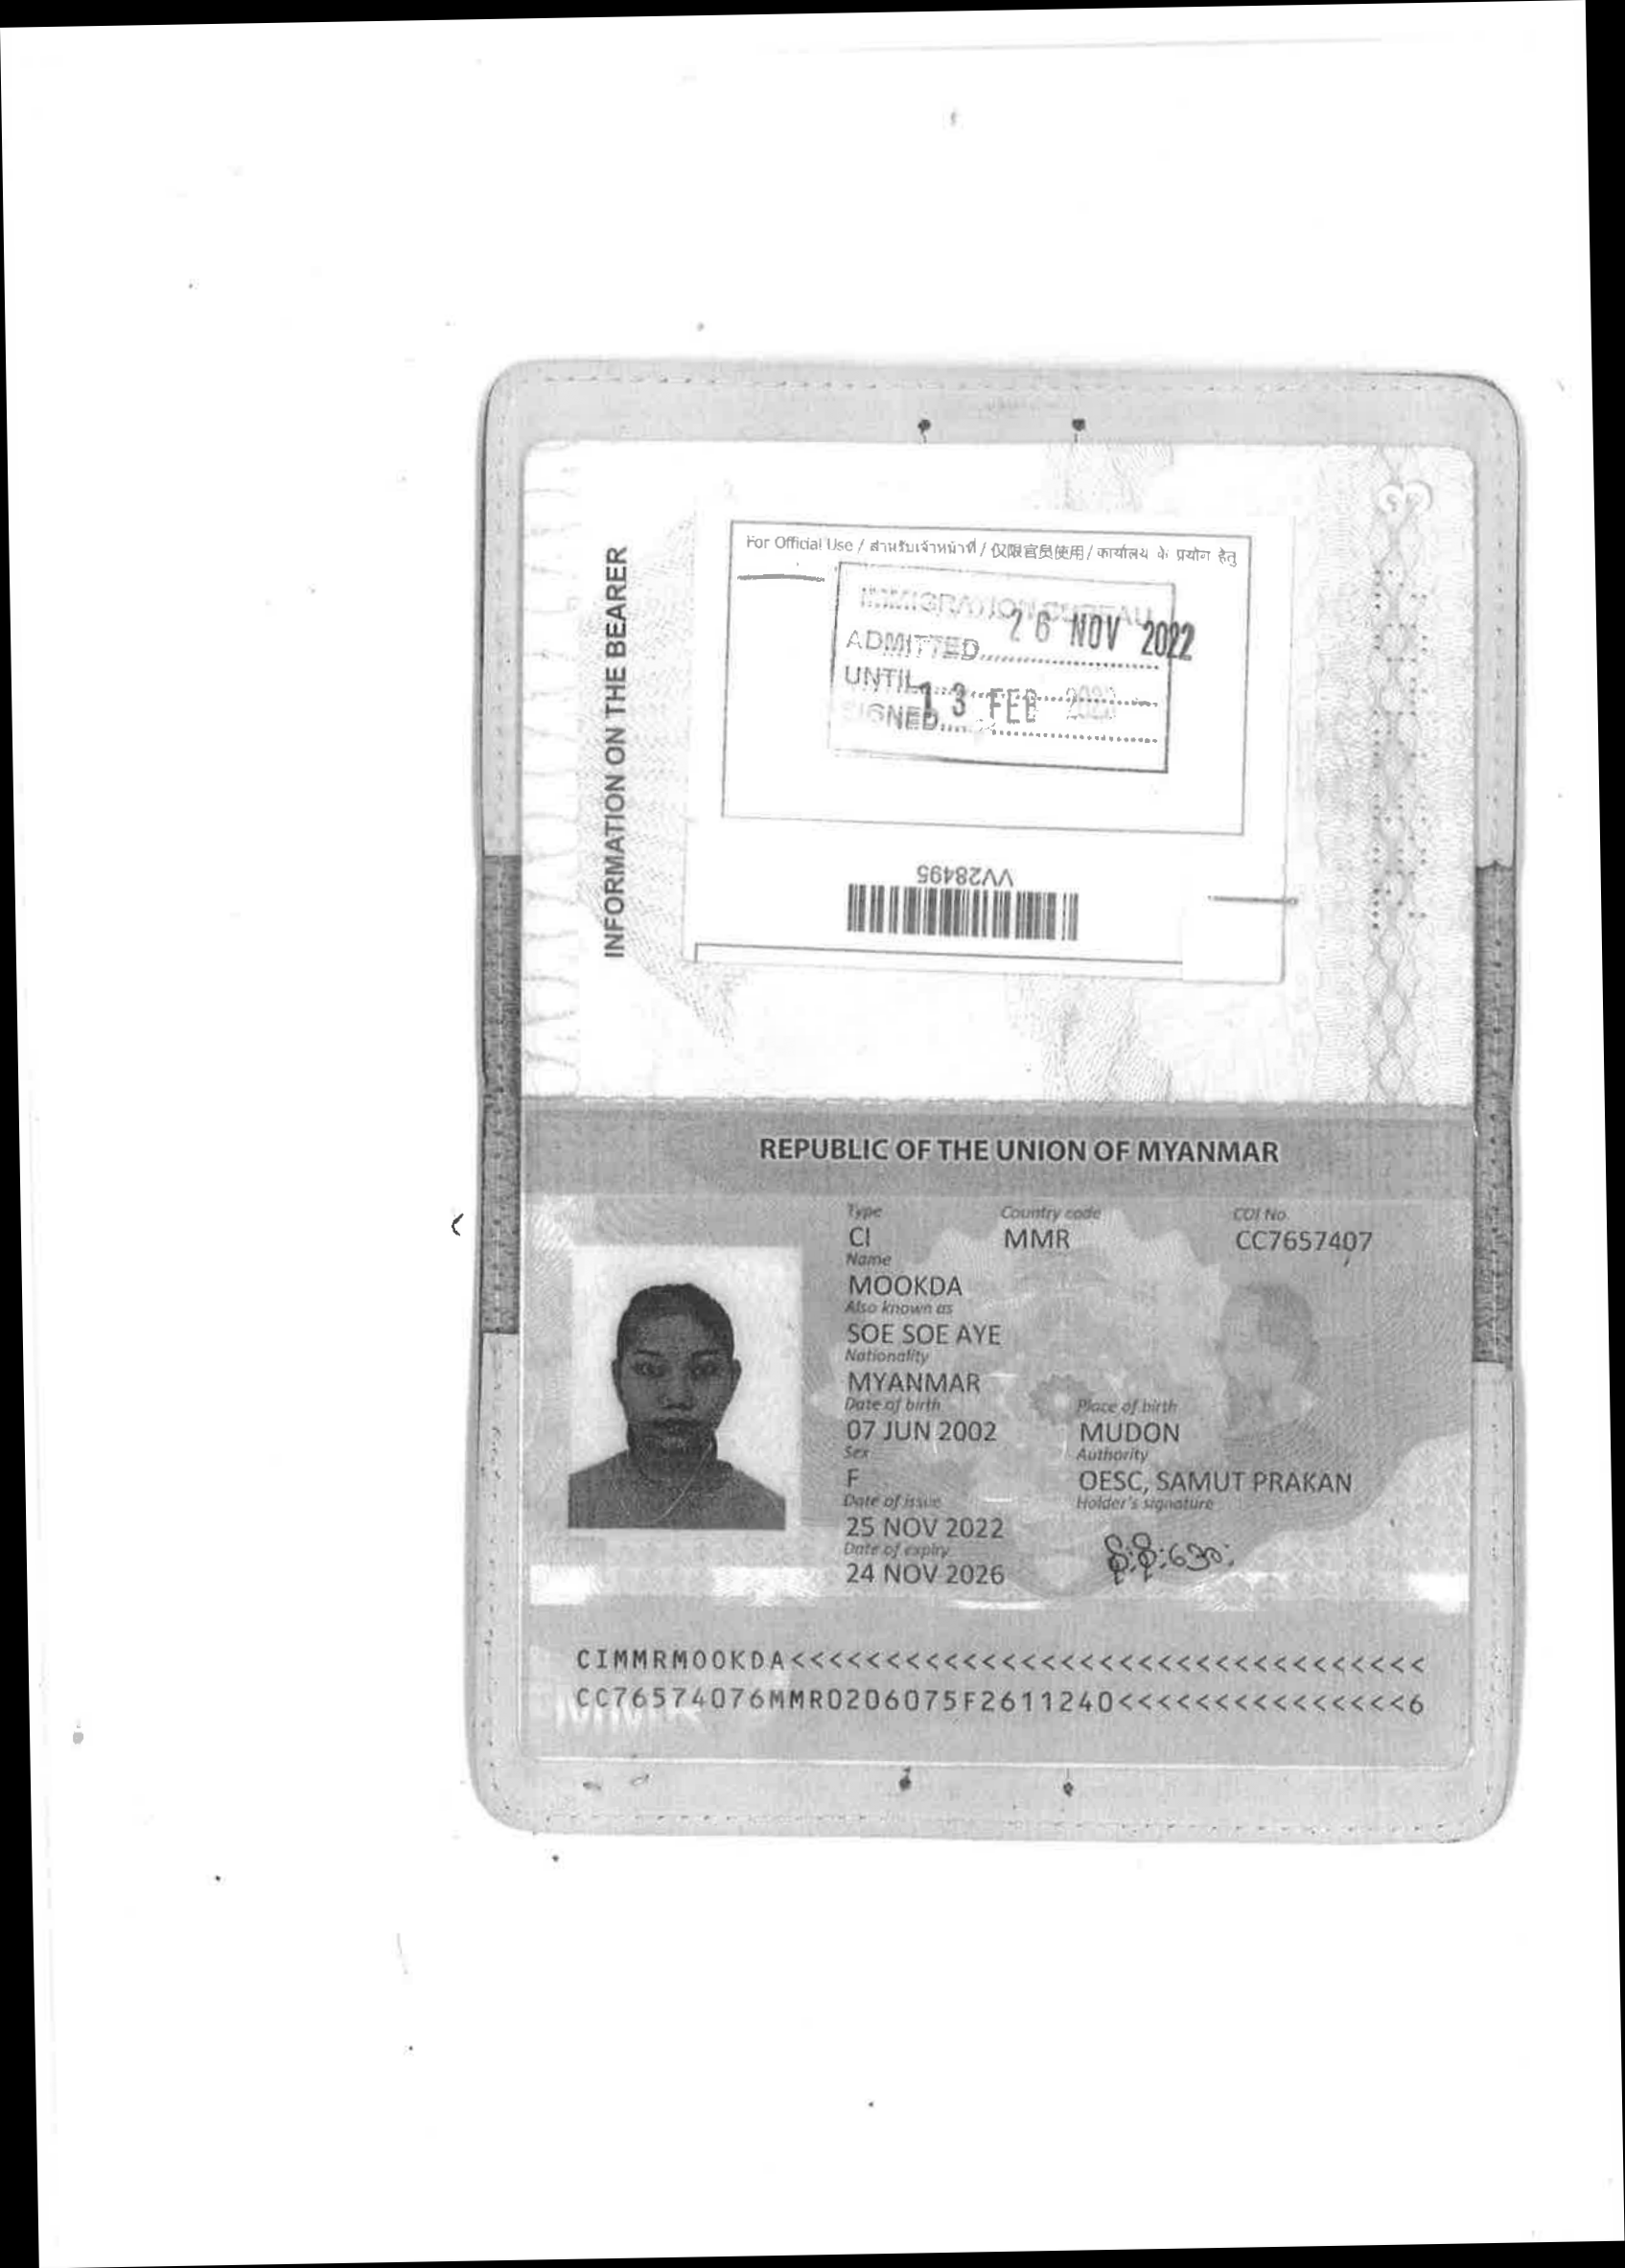 INFORMATION ON THE BEARER
For Official Use / สำหรับเจ้าหน้าที่ / 仅限官员使用 / कार्यालय के प्रयोग हेतु
IMMIGRATION BUREAU
ADMITTED 26 NOV 2022
UNTIL 13 FEB
SIGNED
VV28495
REPUBLIC OF THE UNION OF MYANMAR
Type Country code COI No
CI MMR CC7657407
Name
MOOKDA
Also known as
SOE SOE AYE
Nationality
MYANMAR
Date of birth Place of birth
07 JUN 2002 MUDON
Sex Authority
F OESC, SAMUT PRAKAN
Date of issue Holder's signature
25 NOV 2022
Date of expiry
24 NOV 2026
စိုးစိုးအေး
CIMMRMOOKDA<<<<<<<<<<<<<<<<<<<<<<<<<<<<<<<<<
CC76574076MMR0206075F2611240<<<<<<<<<<<<<<<6